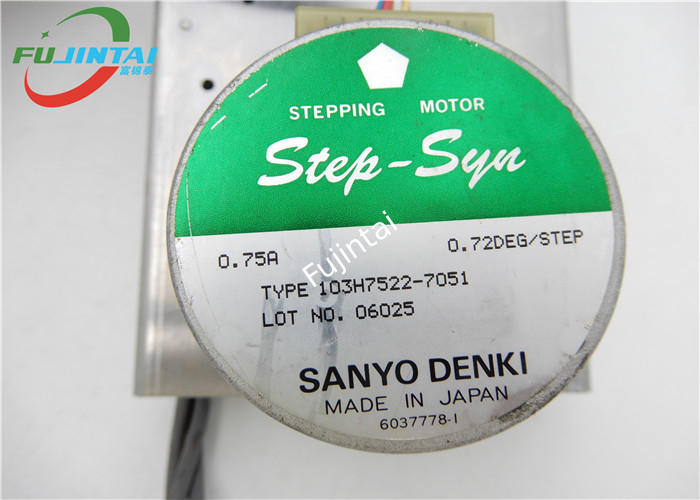 FUJINTAI
富锦泰
STEPPING MOTOR
Step-Syn
0.75A 0.72DEG/STEP
Fujintai
TYPE 103H7522-7051
LOT NO. 06025
SANYO DENKI
MADE IN JAPAN
6037778-1